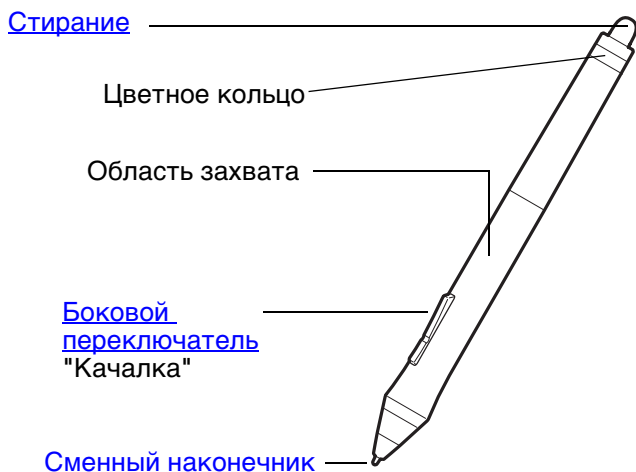 Стирание
Цветное кольцо
Область захвата
Боковой
переключатель
"Качалка"
Сменный наконечник